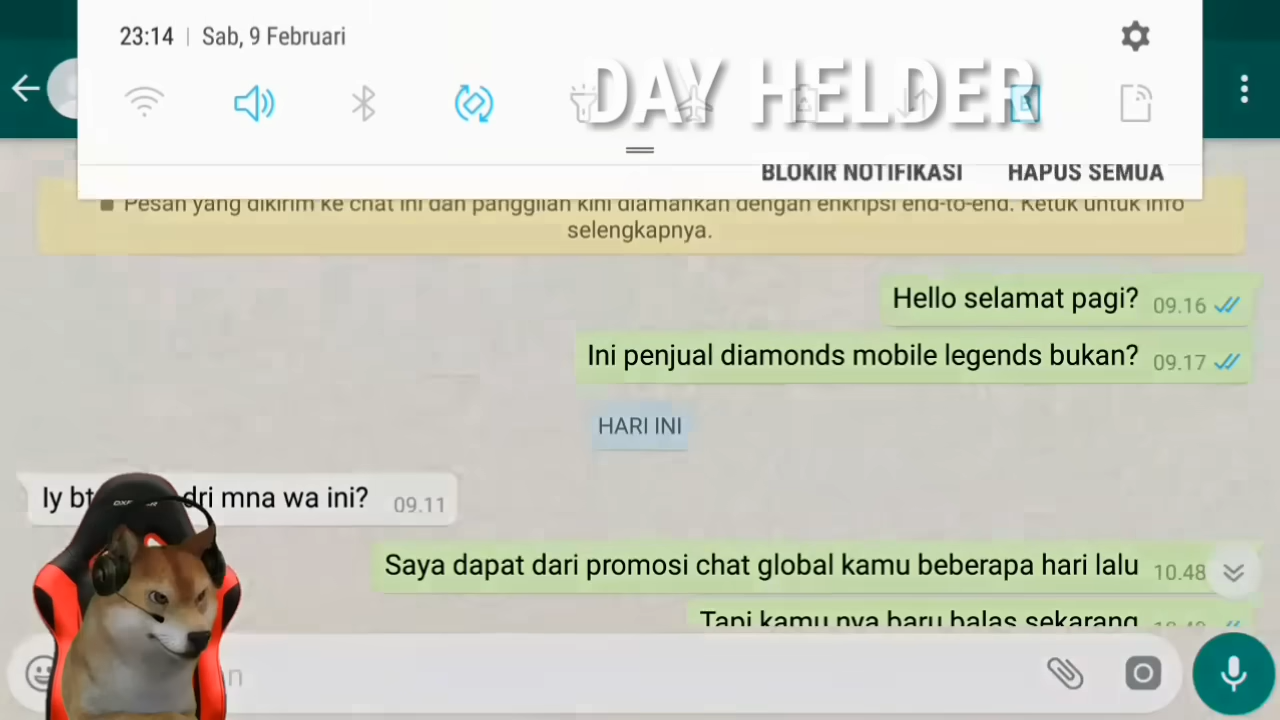 23:14 | Sab, 9 Februari
DAY HELDER
BLOKIR NOTIFIKASI HAPUS SEMUA
Pesan yang dikirim ke chat ini dan panggilan kini diamankan dengan enkripsi end-to-end. Ketuk untuk info
selengkapnya.
Hello selamat pagi? 09.16
Ini penjual diamonds mobile legends bukan? 09.17
HARI INI
Iy dri mna wa ini? 09.11
Saya dapat dari promosi chat global kamu beberapa hari lalu 10.48
Tapi kamu nya baru balas sekarang